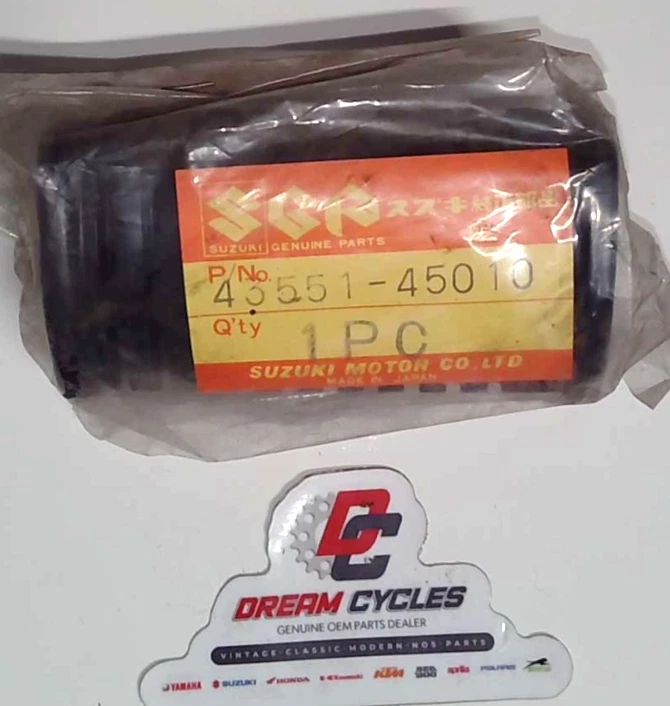 SGP スズキ純正部品
SUZUKI GENUINE PARTS
P/No.
43551-45010
Q'ty
1PC
SUZUKI MOTOR CO.,LTD
MADE IN JAPAN
DC
DREAM CYCLES
GENUINE OEM PARTS DEALER
VINTAGE-CLASSIC-MODERN-NOS-PARTS
YAMAHA SUZUKI HONDA Kawasaki KTM aprilia POLARIS